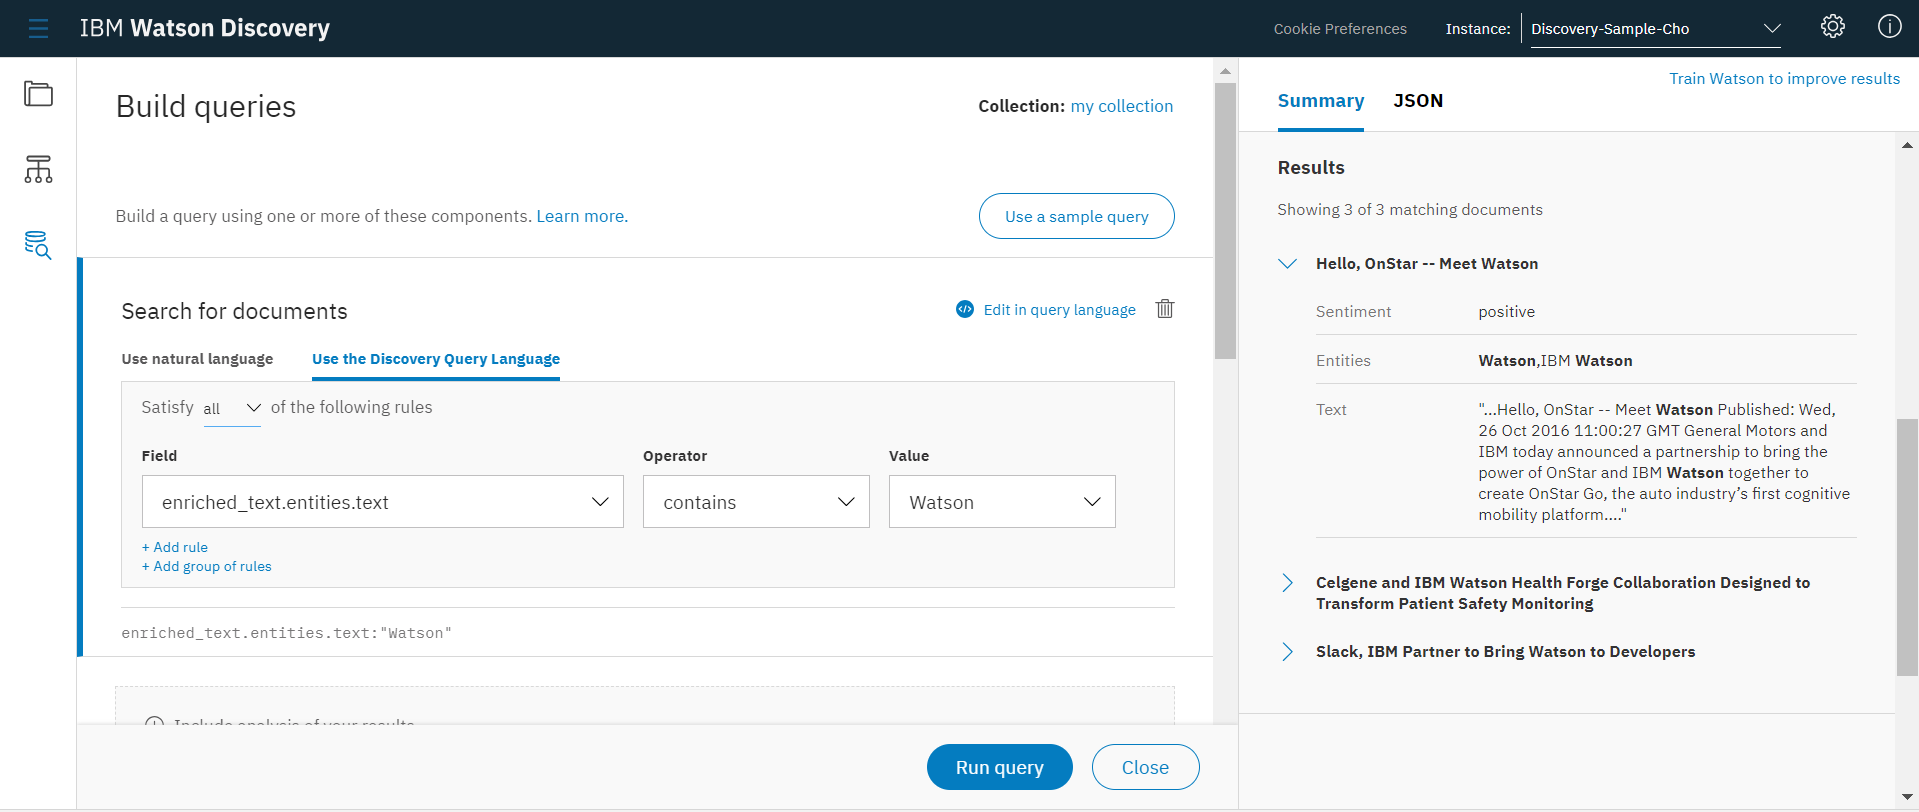 IBM Watson Discovery
Cookie Preferences
Instance:
Discovery-Sample-Cho
Build queries
Collection: my collection
Build a query using one or more of these components. Learn more.
Use a sample query
Search for documents
Edit in query language
Use natural language
Use the Discovery Query Language
Satisfy all of the following rules
Field
Operator
Value
enriched_text.entities.text
contains
Watson
+ Add rule
+ Add group of rules
enriched_text.entities.text:"Watson"
Include analysis of your results
Run query
Close
Train Watson to improve results
Summary
JSON
Results
Showing 3 of 3 matching documents
Hello, OnStar -- Meet Watson
Sentiment
positive
Entities
Watson,IBM Watson
Text
"...Hello, OnStar -- Meet Watson Published: Wed,
26 Oct 2016 11:00:27 GMT General Motors and
IBM today announced a partnership to bring the
power of OnStar and IBM Watson together to
create OnStar Go, the auto industry’s first cognitive
mobility platform...."
Celgene and IBM Watson Health Forge Collaboration Designed to
Transform Patient Safety Monitoring
Slack, IBM Partner to Bring Watson to Developers